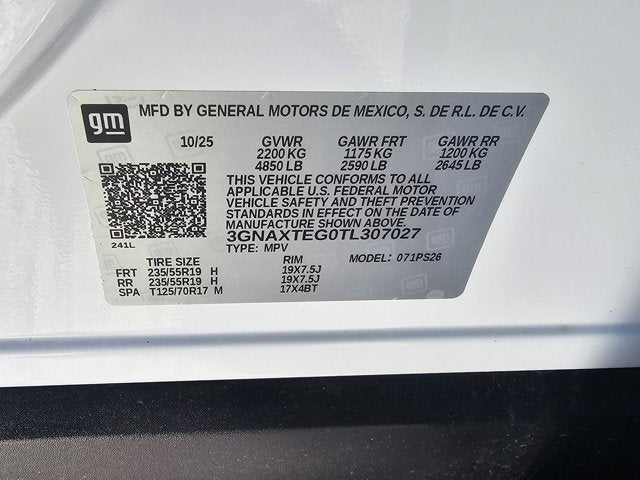 gm
MFD BY GENERAL MOTORS DE MEXICO, S. DE R.L. DE C.V.
10/25 GVWR GAWR FRT GAWR RR
2200 KG 1175 KG 1200 KG
4850 LB 2590 LB 2645 LB
THIS VEHICLE CONFORMS TO ALL
APPLICABLE U.S. FEDERAL MOTOR
VEHICLE SAFETY AND THEFT PREVENTION
STANDARDS IN EFFECT ON THE DATE OF
MANUFACTURE SHOWN ABOVE.
3GNAXTEG0TL307027
TYPE: MPV MODEL: 071PS26
241L
TIRE SIZE RIM
FRT 235/55R19 H 19X7.5J
RR 235/55R19 H 19X7.5J
SPA T125/70R17 M 17X4BT